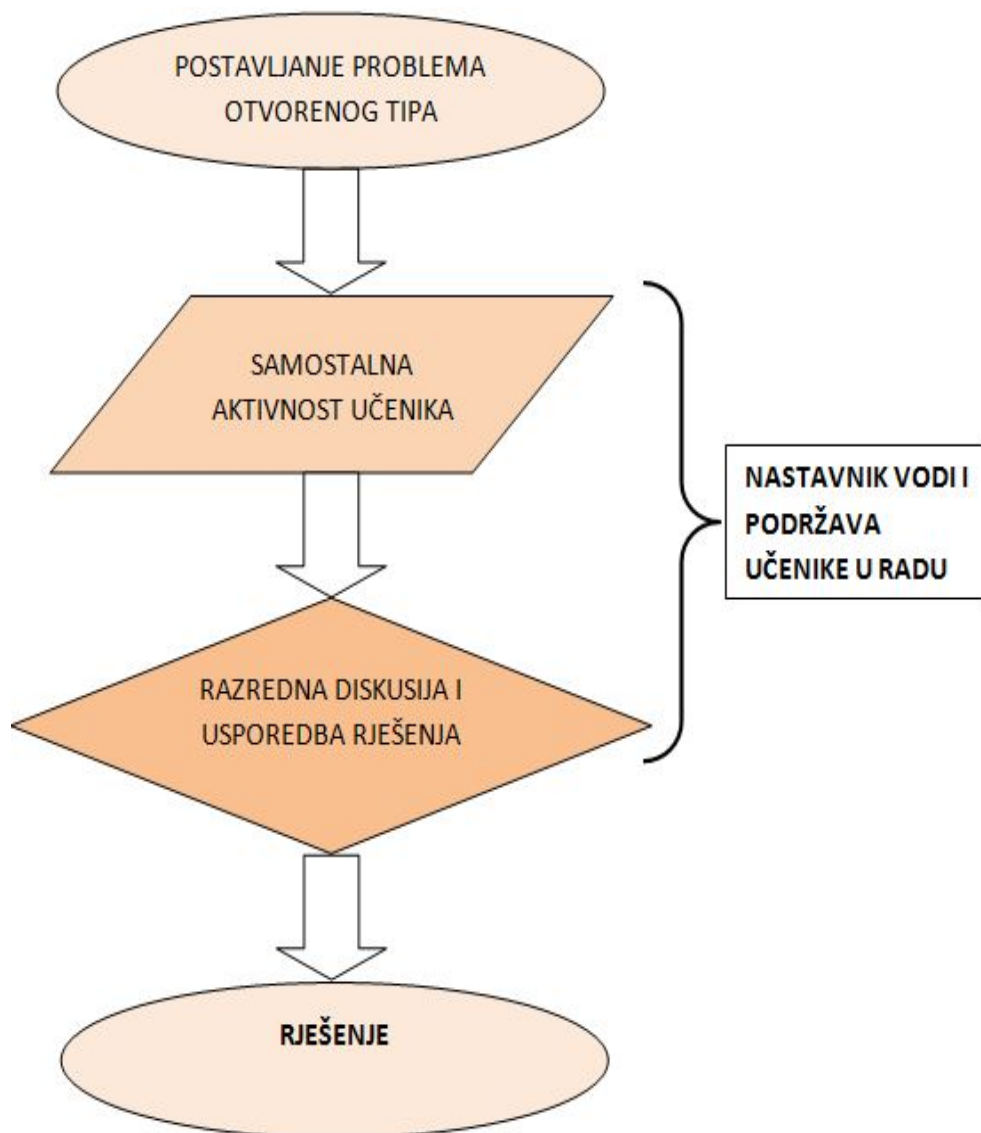 POSTAVLJANJE PROBLEMA
OTVORENOG TIPA
SAMOSTALNA
AKTIVNOST UČENIKA
NASTAVNIK VODI I
PODRŽAVA
UČENIKE U RADU
RAZREDNA DISKUSIJA I
USPOREDBA RJEŠENJA
RJEŠENJE